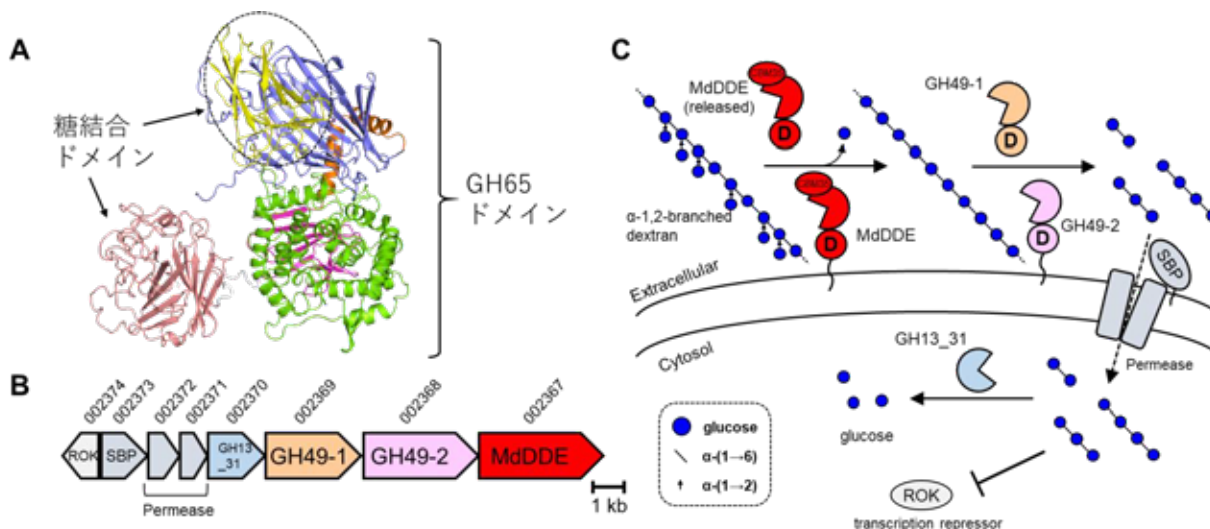 A
糖結合
ドメイン
GH65
ドメイン
B
002374
002373
002372
002371
002370
002369
002368
002367
ROK
SBP
GH13
_31
GH49-1
GH49-2
MdDDE
Permease
1 kb
C
MdDDE
(released)
D
GH49-1
D
α-1,2-branched
dextran
D
MdDDE
D
GH49-2
SBP
Extracellular
Cytosol
Permease
GH13_31
glucose
glucose
α-(1→6)
α-(1→2)
ROK
transcription repressor